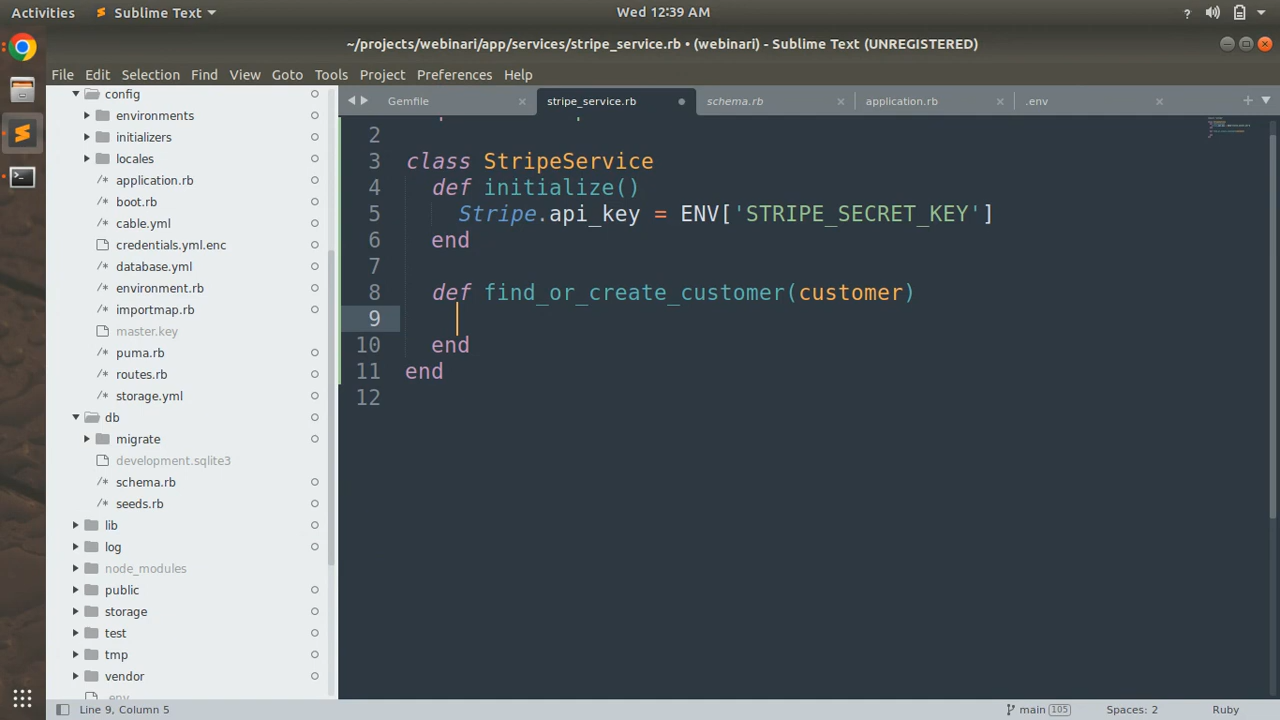 Activities Sublime Text Wed 12:39 AM ?
~/projects/webinari/app/services/stripe_service.rb • (webinari) - Sublime Text (UNREGISTERED)
File Edit Selection Find View Goto Tools Project Preferences Help
config
environments
initializers
locales
/* application.rb
/* boot.rb
/* cable.yml
/* credentials.yml.enc
/* database.yml
/* environment.rb
/* importmap.rb
master.key
/* puma.rb
/* routes.rb
/* storage.yml
db
migrate
development.sqlite3
/* schema.rb
/* seeds.rb
lib
log
node_modules
public
storage
test
tmp
vendor
.env
Gemfile stripe_service.rb schema.rb application.rb .env
2
3 class StripeService
4 def initialize()
5 Stripe.api_key = ENV['STRIPE_SECRET_KEY']
6 end
7
8 def find_or_create_customer(customer)
9
10 end
11 end
12
Line 9, Column 5 main 105 Spaces: 2 Ruby